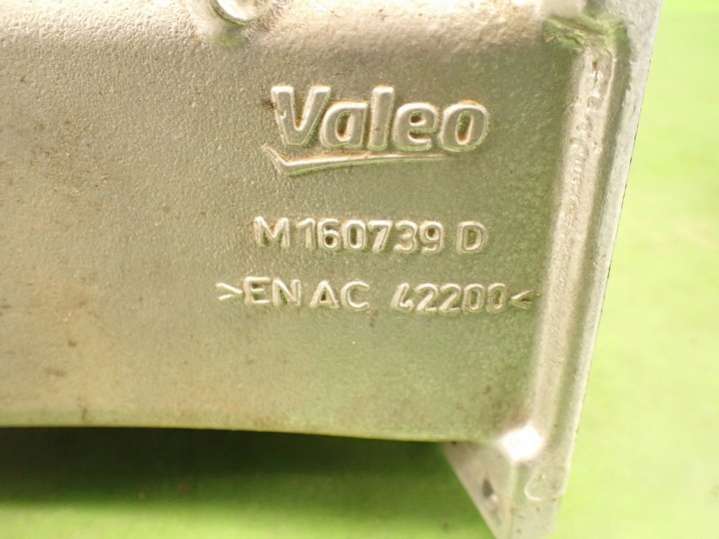 Valeo
M160739 D
>EN AC 42200<